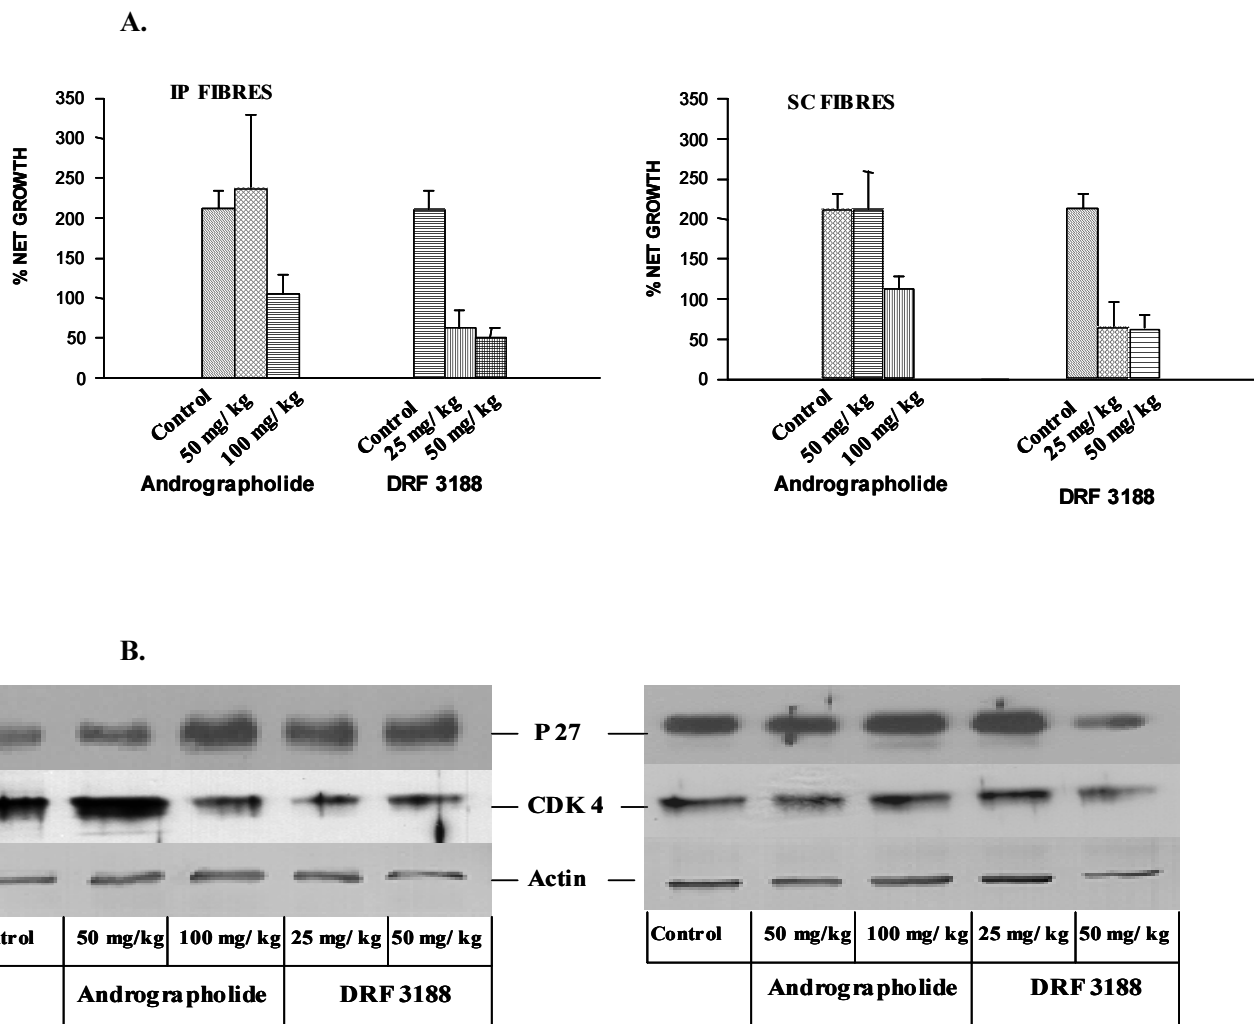 A.
IP FIBRES
% NET GROWTH
350
300
250
200
150
100
50
0
Control
50 mg/ kg
100 mg/ kg
Control
25 mg/ kg
50 mg/ kg
Andrographolide
DRF 3188
SC FIBRES
% NET GROWTH
350
300
250
200
150
100
50
0
Control
50 mg/ kg
100 mg/ kg
Control
25 mg/ kg
50 mg/ kg
Andrographolide
DRF 3188
B.
P 27
CDK 4
Actin
trol 50 mg/kg 100 mg/ kg 25 mg/ kg 50 mg/ kg
Andrographolide DRF 3188
Control 50 mg/kg 100 mg/ kg 25 mg/ kg 50 mg/ kg
Andrographolide DRF 3188